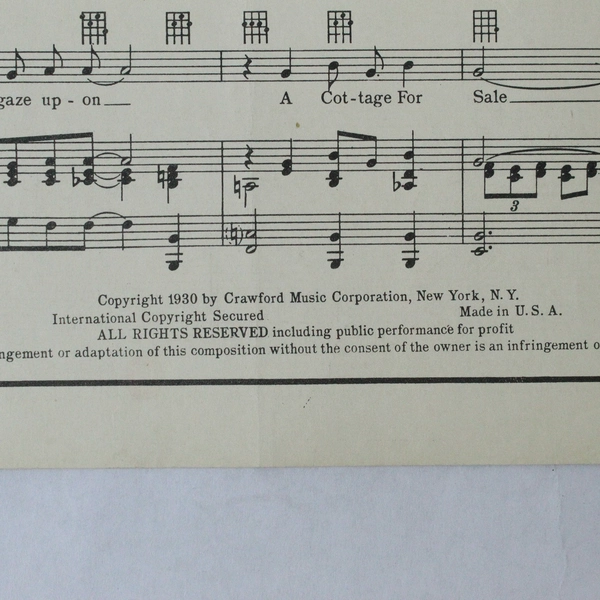 gaze up - on
A Cot-tage For Sale
3
Copyright 1930 by Crawford Music Corporation, New York, N. Y.
International Copyright Secured
Made in U. S. A.
ALL RIGHTS RESERVED including public performance for profit
ngement or adaptation of this composition without the consent of the owner is an infringement o